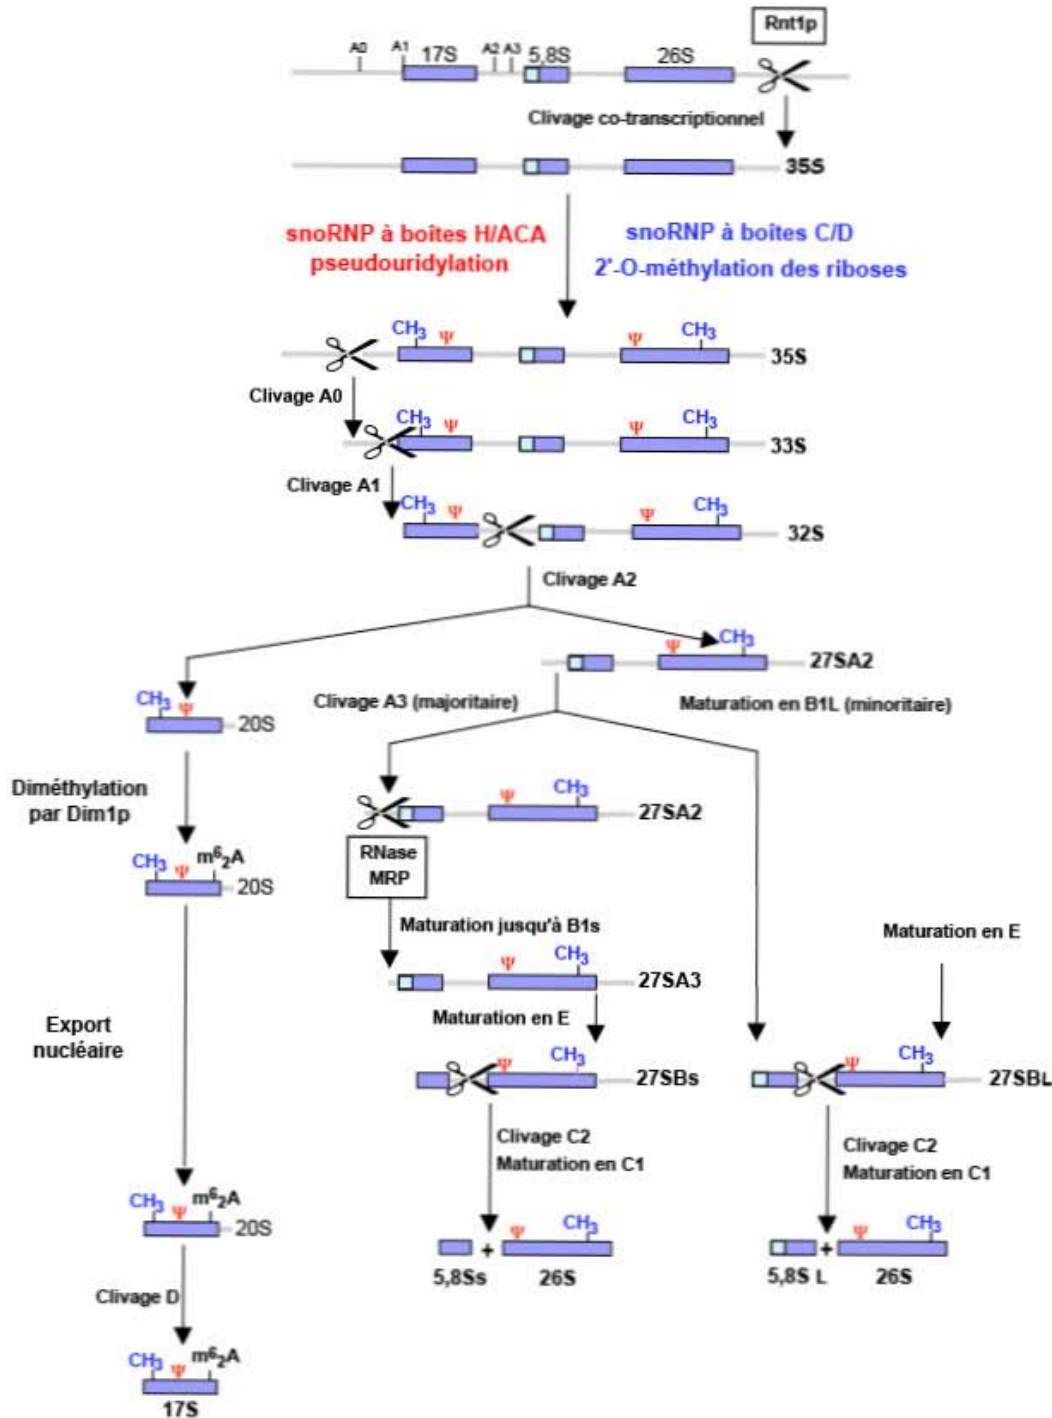 Rnt1p
A0 A1 17S A2 A3 5,8S 26S
Clivage co-transcriptionnel
35S
snoRNP à boîtes H/ACA
pseudouridylation
snoRNP à boîtes C/D
2'-O-méthylation des riboses
CH3 Ψ Ψ CH3
35S
Clivage A0
CH3 Ψ Ψ CH3
33S
Clivage A1
CH3 Ψ Ψ CH3
32S
Clivage A2
Ψ CH3
27SA2
CH3 Ψ
20S
Clivage A3 (majoritaire)
Maturation en B1L (minoritaire)
Diméthylation
par Dim1p
Ψ CH3
27SA2
RNase
MRP
CH3 Ψ m62A
20S
Maturation jusqu'à B1s
Maturation en E
Ψ CH3
27SA3
Maturation en E
Export
nucléaire
Ψ CH3
27SBs
Ψ CH3
27SBL
Clivage C2
Maturation en C1
Clivage C2
Maturation en C1
CH3 Ψ m62A
20S
Ψ CH3
+
5,8Ss 26S
Ψ CH3
+
5,8S L 26S
Clivage D
CH3 Ψ m62A
17S